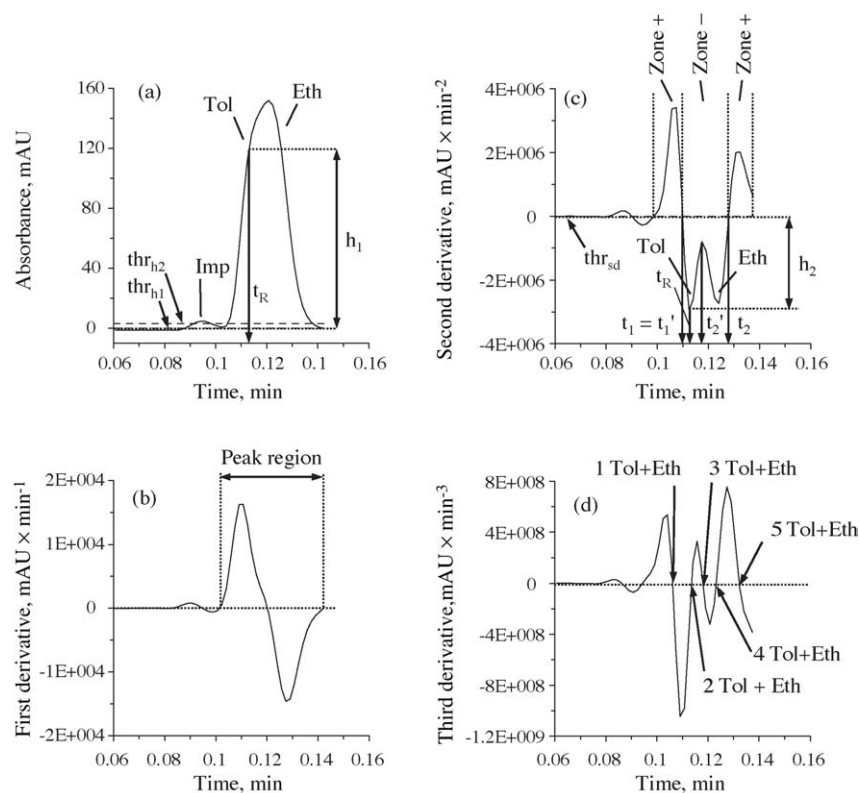 (a)
Absorbance, mAU
160
120
80
40
0
Tol
Eth
h1
thrh2
thrh1
Imp
tR
0.06 0.08 0.1 0.12 0.14 0.16
Time, min
(c)
Zone +
Zone −
Zone +
Second derivative, mAU × min-2
4E+006
2E+006
0
-2E+006
-4E+006
thrsd
Tol
tR
Eth
h2
t1 = t1'
t2'
t2
0.06 0.08 0.1 0.12 0.14 0.16
Time, min
(b)
Peak region
First derivative, mAU × min-1
2E+004
1E+004
0
-1E+004
-2E+004
0.06 0.08 0.1 0.12 0.14 0.16
Time, min
(d)
Third derivative,mAU × min-3
8E+008
4E+008
0
-4E+008
-8E+008
-1.2E+009
1 Tol+Eth
3 Tol+Eth
5 Tol+Eth
4 Tol+Eth
2 Tol + Eth
0.06 0.08 0.1 0.12 0.14 0.16
Time, min